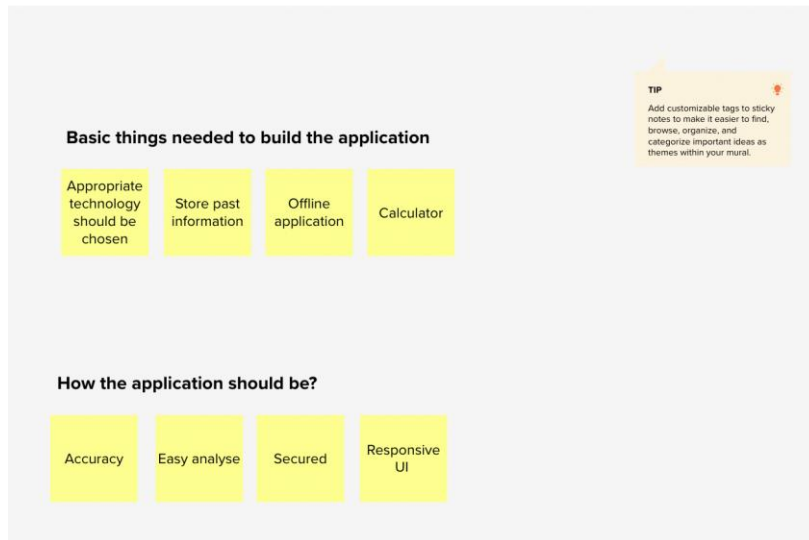 TIP
Add customizable tags to sticky
notes to make it easier to find,
browse, organize, and
categorize important ideas as
themes within your mural.
Basic things needed to build the application
Appropriate
technology
should be
chosen
Store past
information
Offline
application
Calculator
How the application should be?
Accuracy
Easy analyse
Secured
Responsive
UI